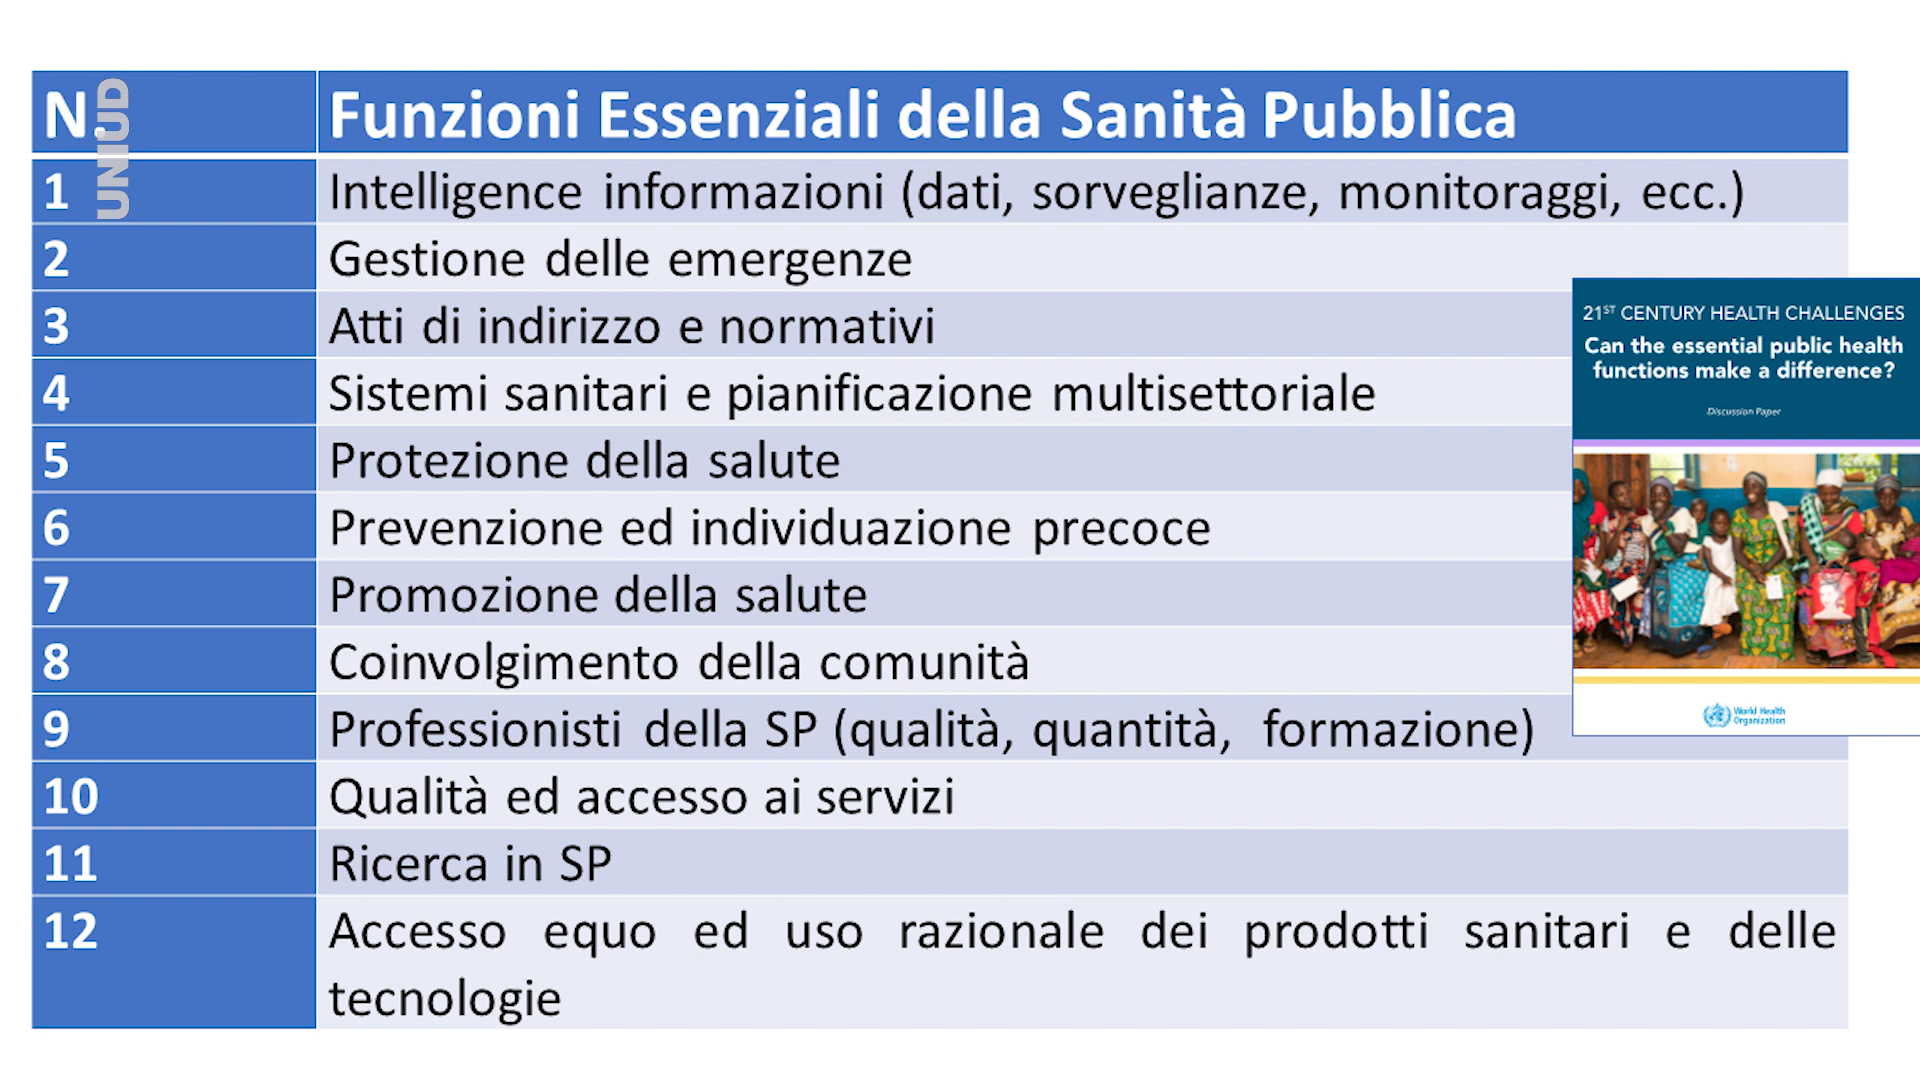 N.
Funzioni Essenziali della Sanità Pubblica
UNIUD
1
Intelligence informazioni (dati, sorveglianze, monitoraggi, ecc.)
2
Gestione delle emergenze
3
Atti di indirizzo e normativi
4
Sistemi sanitari e pianificazione multisettoriale
5
Protezione della salute
6
Prevenzione ed individuazione precoce
7
Promozione della salute
8
Coinvolgimento della comunità
9
Professionisti della SP (qualità, quantità, formazione)
10
Qualità ed accesso ai servizi
11
Ricerca in SP
12
Accesso equo ed uso razionale dei prodotti sanitari e delle
tecnologie
21ST CENTURY HEALTH CHALLENGES
Can the essential public health
functions make a difference?
Discussion Paper
World Health
Organization